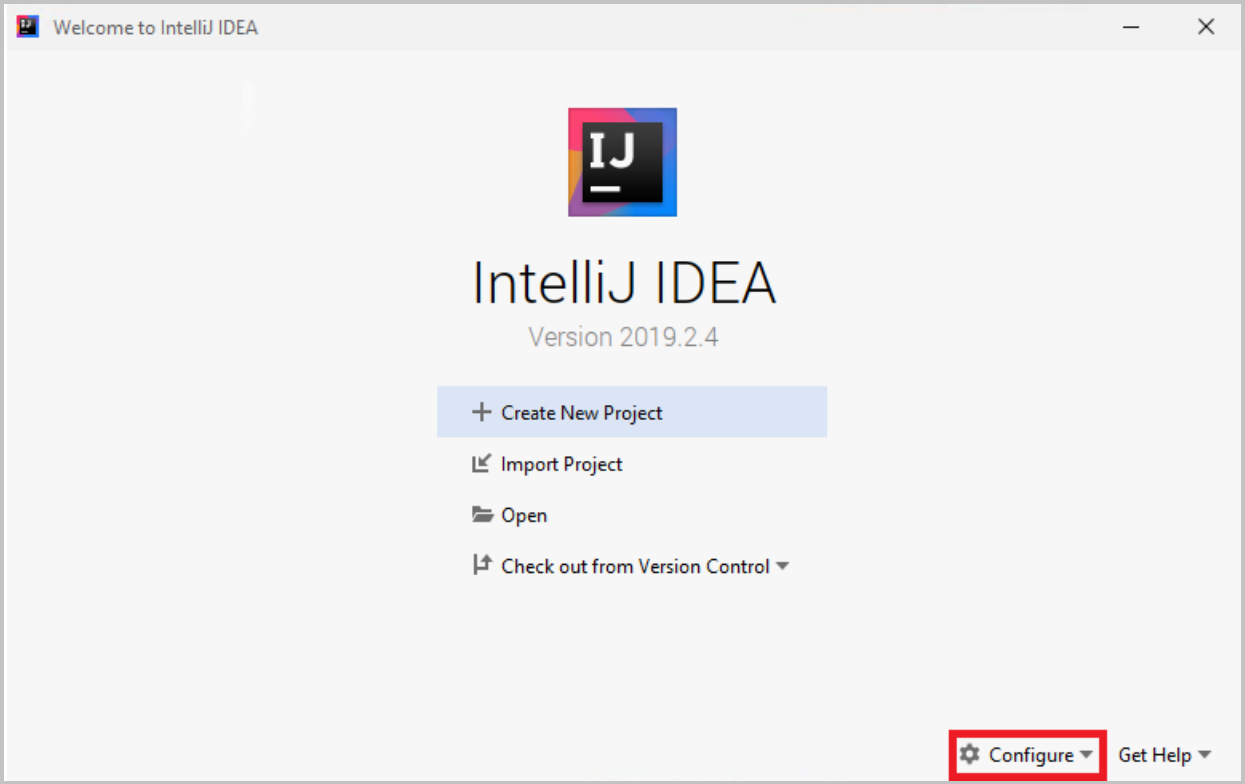 Welcome to IntelliJ IDEA
IJ
IntelliJ IDEA
Version 2019.2.4
Create New Project
Import Project
Open
Check out from Version Control
Configure Get Help